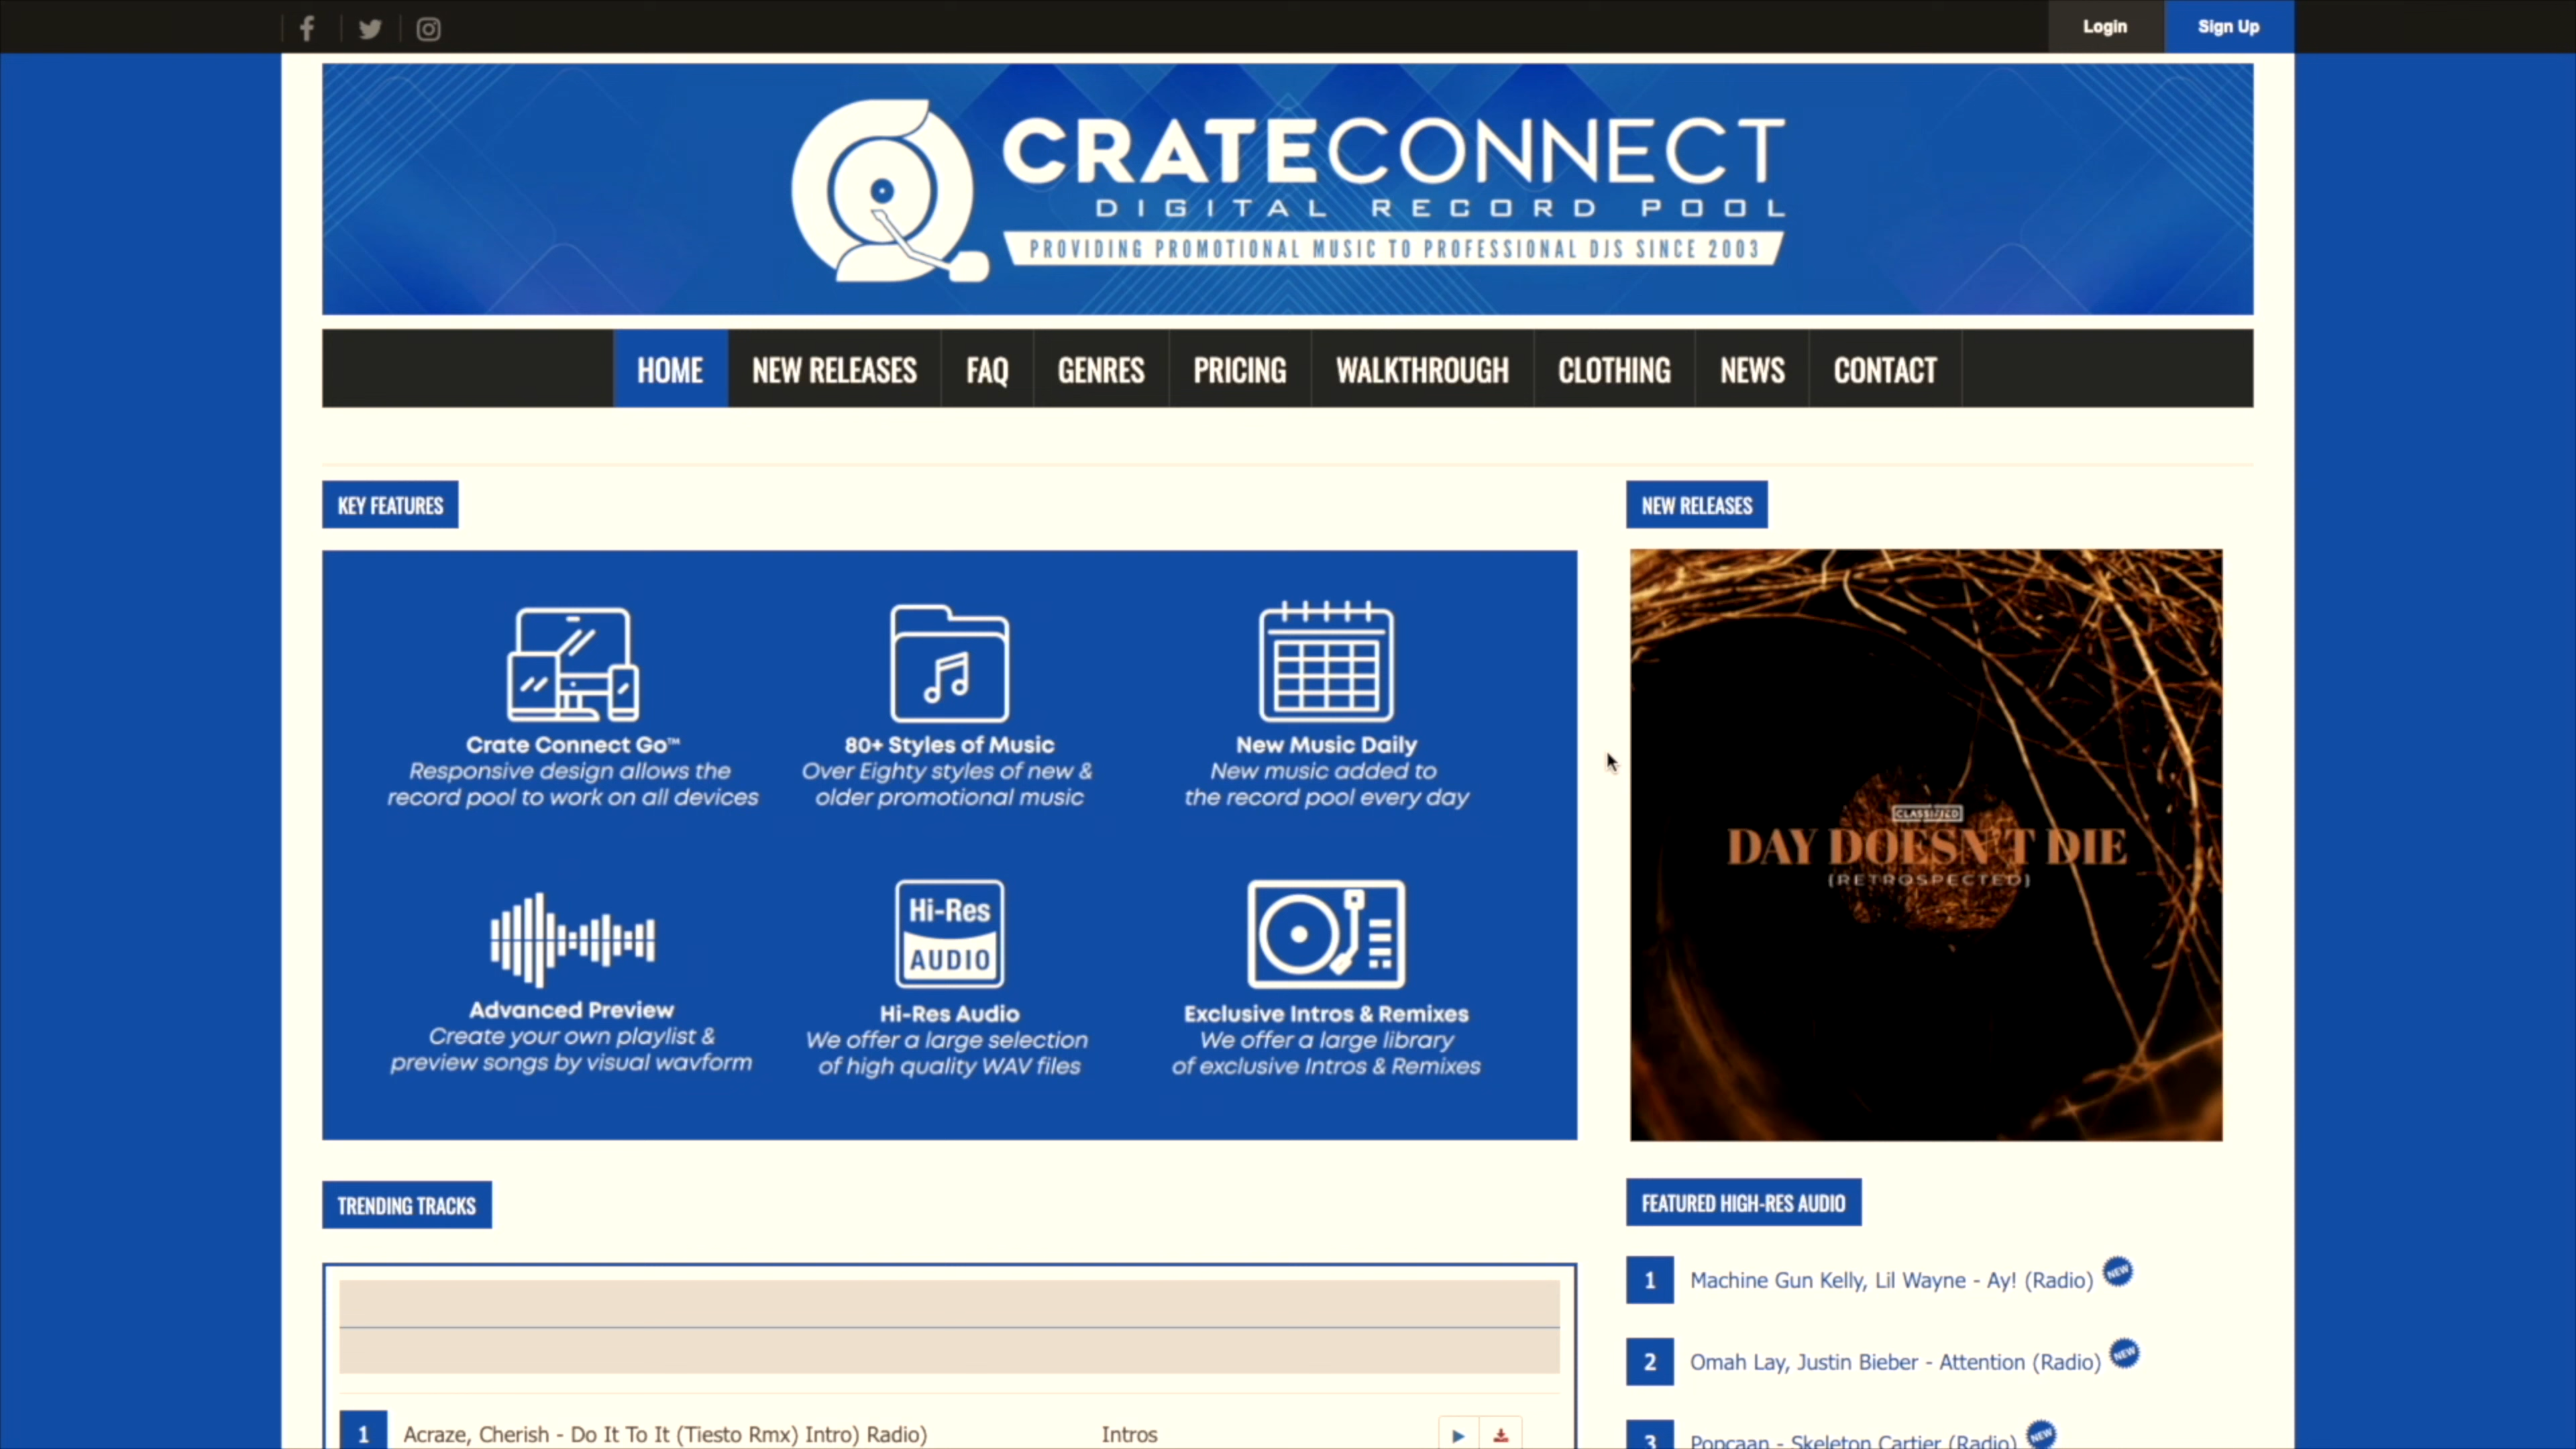 Login
Sign Up
CRATECONNECT
DIGITAL RECORD POOL
PROVIDING PROMOTIONAL MUSIC TO PROFESSIONAL DJS SINCE 2003
HOME
NEW RELEASES
FAQ
GENRES
PRICING
WALKTHROUGH
CLOTHING
NEWS
CONTACT
KEY FEATURES
Crate Connect Go™
Responsive design allows the
record pool to work on all devices
80+ Styles of Music
Over Eighty styles of new &
older promotional music
New Music Daily
New music added to
the record pool every day
Advanced Preview
Create your own playlist &
preview songs by visual wavform
Hi-Res
AUDIO
Hi-Res Audio
We offer a large selection
of high quality WAV files
Exclusive Intros & Remixes
We offer a large library
of exclusive Intros & Remixes
NEW RELEASES
CLASSIFIED
DAY DOESN'T DIE
(RETROSPECTED)
TRENDING TRACKS
1 Acraze, Cherish - Do It To It (Tiesto Rmx) Intro) Radio) Intros
FEATURED HIGH-RES AUDIO
1 Machine Gun Kelly, Lil Wayne - Ay! (Radio) NEW
2 Omah Lay, Justin Bieber - Attention (Radio) NEW
3 Popcaan - Skeleton Cartier (Radio) NEW